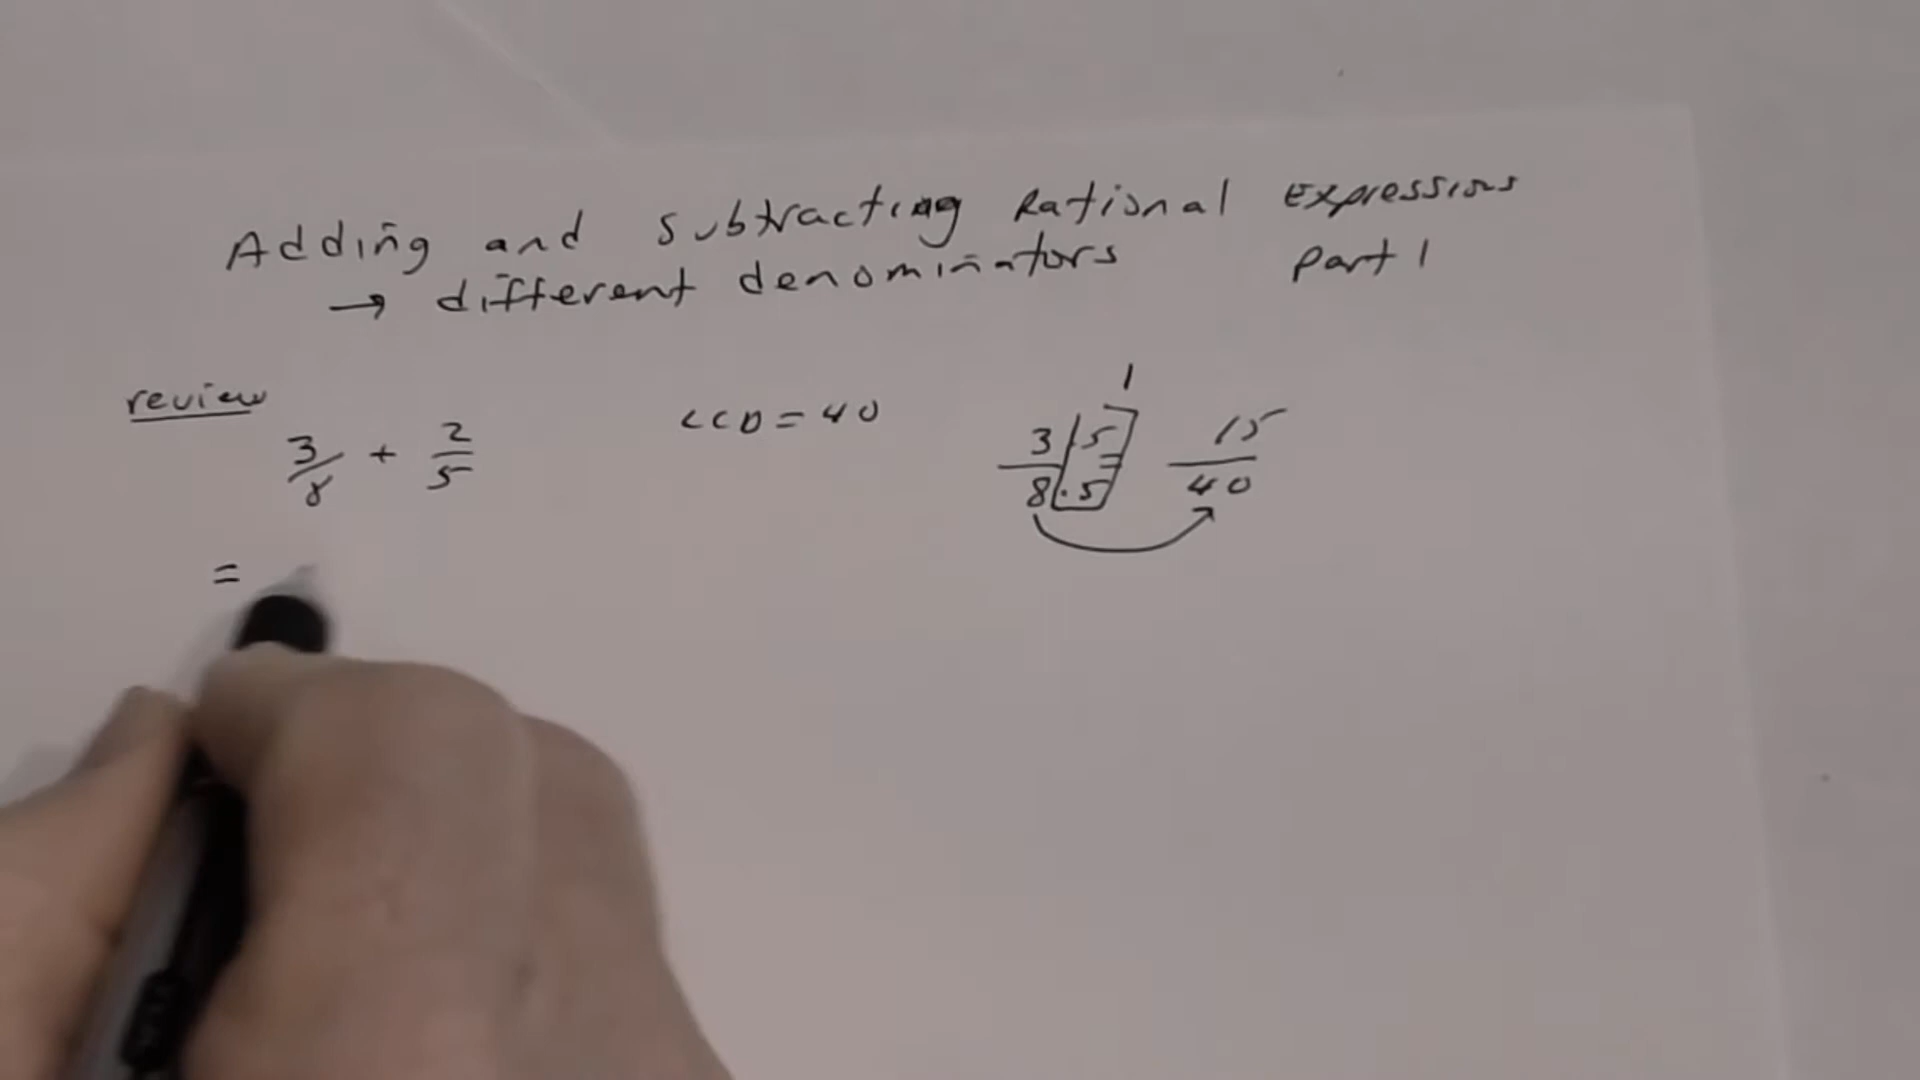 Adding and subtracting Rational Expressions
→ different denominators Part 1
review
3/8 + 2/5 LCD = 40 3·5/8·5 = 15/40 1
=